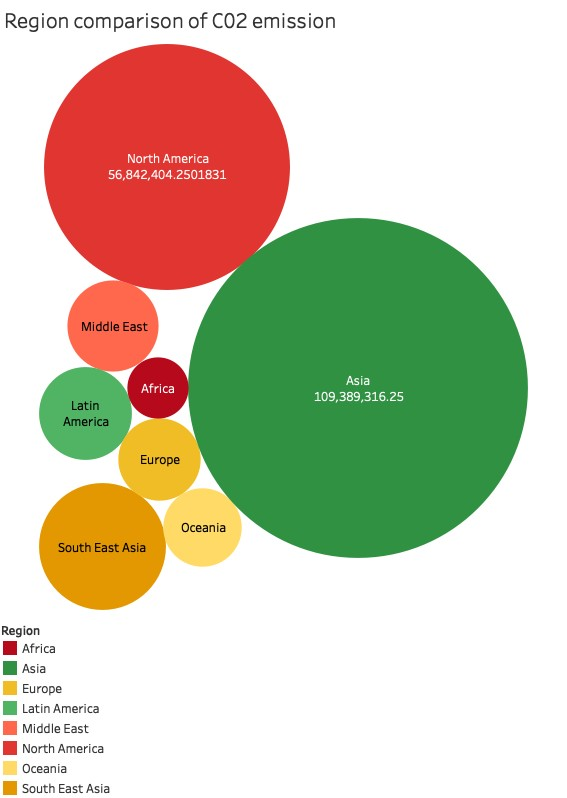 Region comparison of C02 emission
North America
56,842,404.2501831
Middle East
Asia
109,389,316.25
Africa
Latin
America
Europe
Oceania
South East Asia
Region
Africa
Asia
Europe
Latin America
Middle East
North America
Oceania
South East Asia